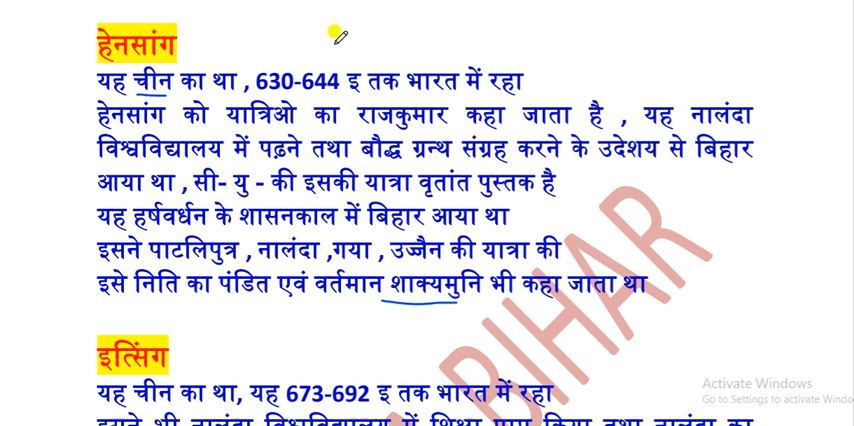 हेनसांग
यह चीन का था , 630-644 इ तक भारत में रहा
हेनसांग को यात्रिओ का राजकुमार कहा जाता है , यह नालंदा
विश्वविद्यालय में पढ़ने तथा बौद्ध ग्रन्थ संग्रह करने के उदेशय से बिहार
आया था , सी- यु - की इसकी यात्रा वृतांत पुस्तक है
यह हर्षवर्धन के शासनकाल में बिहार आया था
इसने पाटलिपुत्र , नालंदा ,गया , उज्जैन की यात्रा की
इसे निति का पंडित एवं वर्तमान शाक्यमुनि भी कहा जाता था
BIHAR
इत्सिंग
यह चीन का था, यह 673-692 इ तक भारत में रहा
Activate Windows
Go to Settings to activate Windo